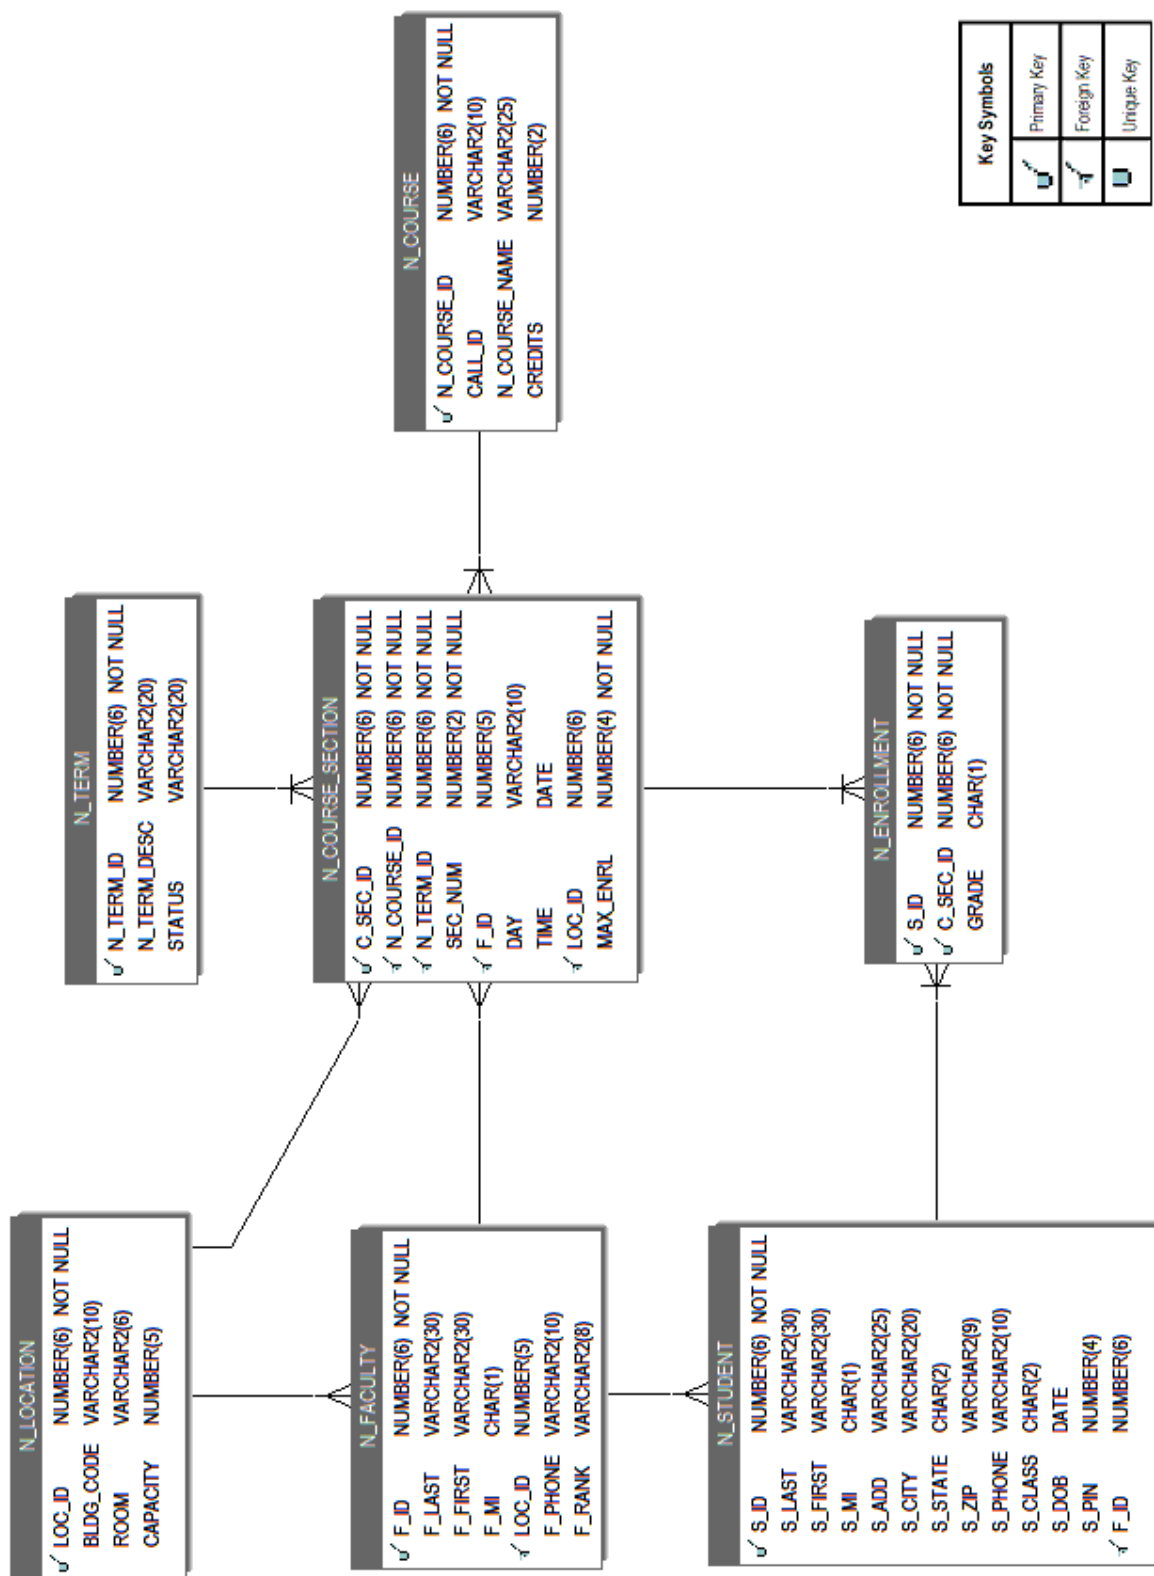 N_LOCATION
LOC_ID NUMBER(6) NOT NULL
BLDG_CODE VARCHAR2(10)
ROOM VARCHAR2(6)
CAPACITY NUMBER(5)
N_TERM
N_TERM_ID NUMBER(6) NOT NULL
N_TERM_DESC VARCHAR2(20)
STATUS VARCHAR2(20)
N_FACULTY
F_ID NUMBER(6) NOT NULL
F_LAST VARCHAR2(30)
F_FIRST VARCHAR2(30)
F_MI CHAR(1)
LOC_ID NUMBER(5)
F_PHONE VARCHAR2(10)
F_RANK VARCHAR2(8)
N_COURSE_SECTION
C_SEC_ID NUMBER(6) NOT NULL
N_COURSE_ID NUMBER(6) NOT NULL
N_TERM_ID NUMBER(6) NOT NULL
SEC_NUM NUMBER(2) NOT NULL
F_ID NUMBER(5)
DAY VARCHAR2(10)
TIME DATE
LOC_ID NUMBER(6)
MAX_ENRL NUMBER(4) NOT NULL
N_COURSE
N_COURSE_ID NUMBER(6) NOT NULL
CALL_ID VARCHAR2(10)
N_COURSE_NAME VARCHAR2(25)
CREDITS NUMBER(2)
N_STUDENT
S_ID NUMBER(6) NOT NULL
S_LAST VARCHAR2(30)
S_FIRST VARCHAR2(30)
S_MI CHAR(1)
S_ADD VARCHAR2(25)
S_CITY VARCHAR2(20)
S_STATE CHAR(2)
S_ZIP VARCHAR2(9)
S_PHONE VARCHAR2(10)
S_CLASS CHAR(2)
S_DOB DATE
S_PIN NUMBER(4)
F_ID NUMBER(6)
N_ENROLLMENT
S_ID NUMBER(6) NOT NULL
C_SEC_ID NUMBER(6) NOT NULL
GRADE CHAR(1)
Key Symbols
Primary Key
Foreign Key
Unique Key